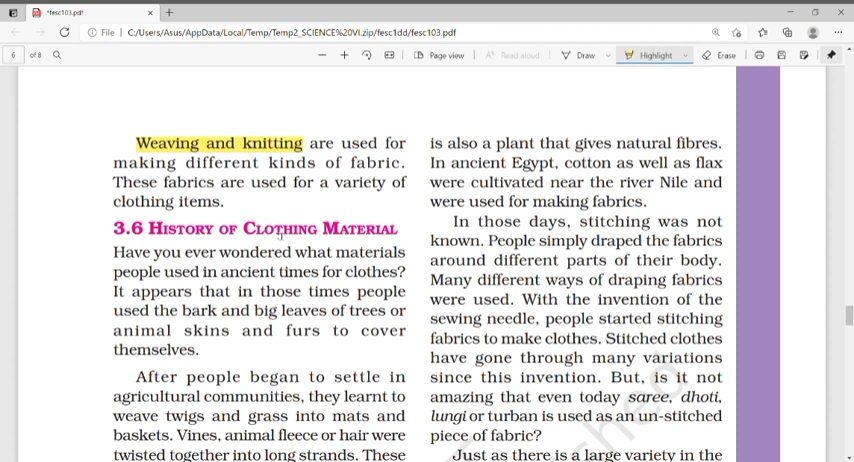 *fesc103.pdf
File | C:/Users/Asus/AppData/Local/Temp/Temp2_SCIENCE%20VI.zip/fesc1dd/fesc103.pdf
6 of 8 Page view Read aloud Draw Highlight Erase
Weaving and knitting are used for
making different kinds of fabric.
These fabrics are used for a variety of
clothing items.
3.6 HISTORY OF CLOTHING MATERIAL
Have you ever wondered what materials
people used in ancient times for clothes?
It appears that in those times people
used the bark and big leaves of trees or
animal skins and furs to cover
themselves.
After people began to settle in
agricultural communities, they learnt to
weave twigs and grass into mats and
baskets. Vines, animal fleece or hair were
twisted together into long strands. These
is also a plant that gives natural fibres.
In ancient Egypt, cotton as well as flax
were cultivated near the river Nile and
were used for making fabrics.
In those days, stitching was not
known. People simply draped the fabrics
around different parts of their body.
Many different ways of draping fabrics
were used. With the invention of the
sewing needle, people started stitching
fabrics to make clothes. Stitched clothes
have gone through many variations
since this invention. But, is it not
amazing that even today saree, dhoti,
lungi or turban is used as an un-stitched
piece of fabric?
Just as there is a large variety in the